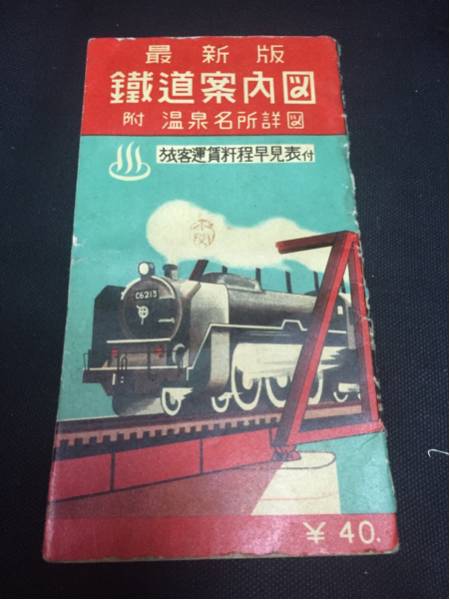 最新版
鐵道案内図
附 温泉名所詳図
旅客運賃粁程早見表付
C6213
¥ 40.